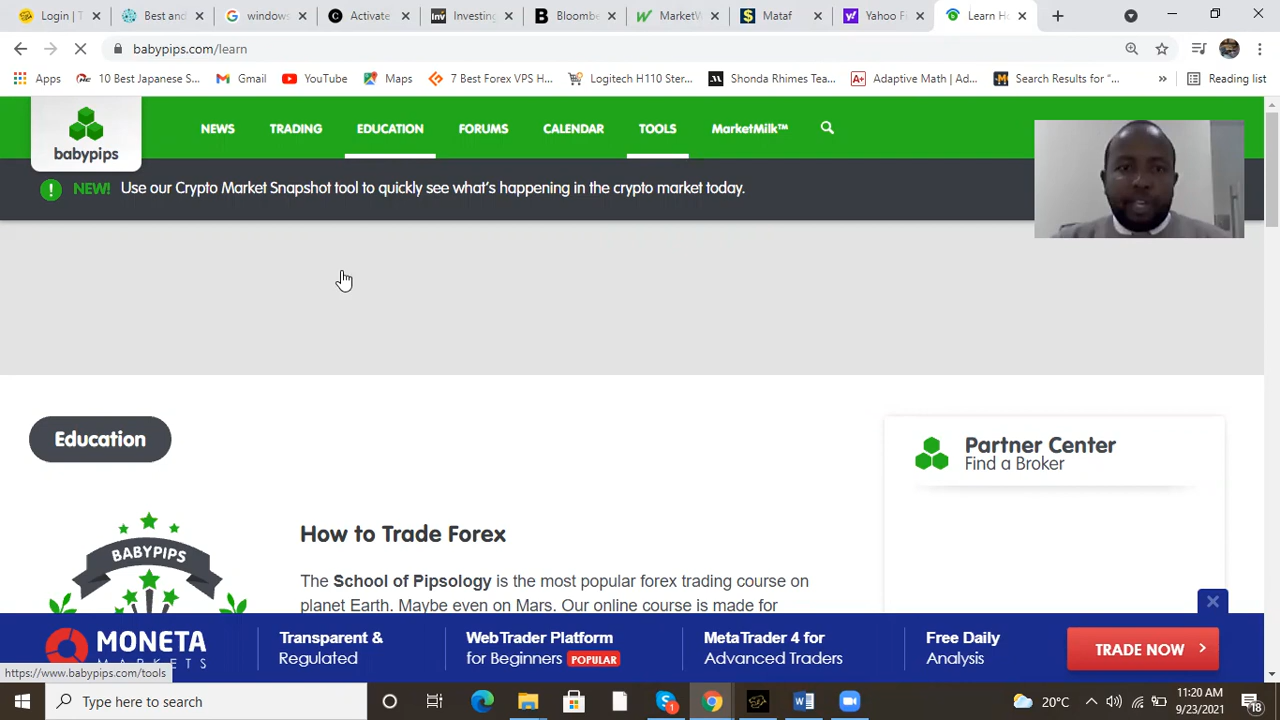 Login | T
Best and
windows
Activate
Investing
Bloombe
MarketW
Mataf
Yahoo F
Learn Ho
babypips.com/learn
Apps
10 Best Japanese S...
Gmail
YouTube
Maps
7 Best Forex VPS H...
Logitech H110 Ster...
Shonda Rhimes Tea...
Adaptive Math | Ad...
Search Results for "...
»
Reading list
babypips
NEWS
TRADING
EDUCATION
FORUMS
CALENDAR
TOOLS
MarketMilk™
! NEW! Use our Crypto Market Snapshot tool to quickly see what's happening in the crypto market today.
Education
Partner Center
Find a Broker
BABYPIPS
How to Trade Forex
The School of Pipsology is the most popular forex trading course on
planet Earth. Maybe even on Mars. Our online course is made for
MONETA
MARKETS
Transparent &
Regulated
WebTrader Platform
for Beginners POPULAR
MetaTrader 4 for
Advanced Traders
Free Daily
Analysis
TRADE NOW
https://www.babypips.com/tools
Type here to search
20°C
11:20 AM
9/23/2021
18